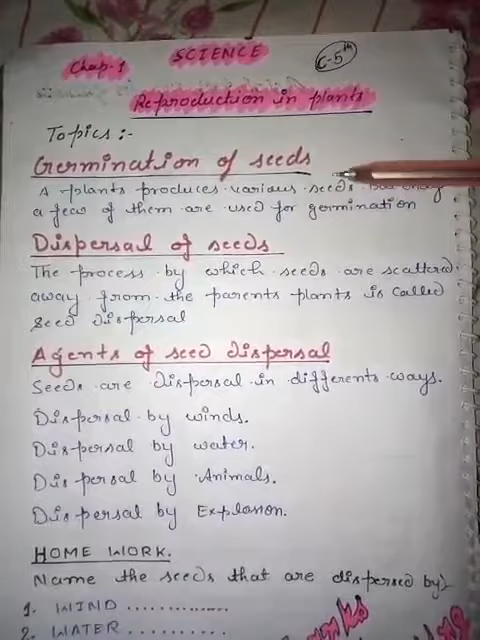 Chap-1 SCIENCE C-5th
Reproduction in plants
Topics :-
Germination of seeds
A plants produces various seeds but only
a few of them are used for germination
Dispersal of seeds
The process by which seeds are scattered
away from the parents plants is called
seed dispersal
Agents of seed dispersal
Seeds are dispersal in differents ways.
Dispersal by winds.
Dispersal by water.
Dispersal by Animals.
Dispersal by Explosion.
HOME WORK.
Name the seeds that are dispersed by:-
1. WIND .............
2. WATER ..........